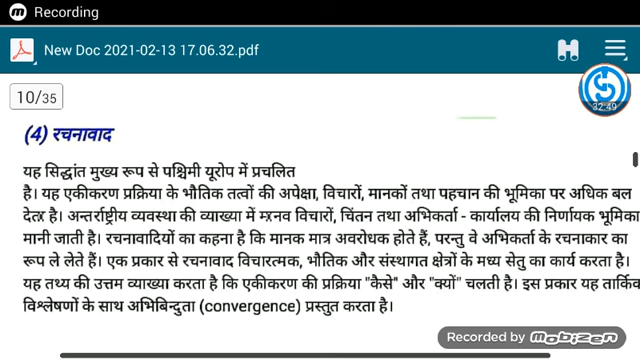 Recording
New Doc 2021-02-13 17.06.32.pdf
10/35
32:49
(4) रचनावाद
यह सिद्धांत मुख्य रूप से पश्चिमी यूरोप में प्रचलित
है। यह एकीकरण प्रक्रिया के भौतिक तत्वों की अपेक्षा, विचारों, मानकों तथा पहचान की भूमिका पर अधिक बल
देता है। अन्तर्राष्ट्रीय व्यवस्था की व्याख्या में मानव विचारों, चिंतन तथा अभिकर्ता - कार्यालय की निर्णायक भूमिका
मानी जाती है। रचनावादियों का कहना है कि मानक मात्र अवरोधक होते हैं, परन्तु वे अभिकर्ता के रचनाकार का
रूप ले लेते हैं। एक प्रकार से रचनावाद विचारत्मक, भौतिक और संस्थागत क्षेत्रों के मध्य सेतु का कार्य करता है।
यह तथ्य की उत्तम व्याख्या करता है कि एकीकरण की प्रक्रिया "कैसे" और "क्यों" चलती है। इस प्रकार यह तार्किक
विश्लेषणों के साथ अभिबिन्दुता (convergence) प्रस्तुत करता है।
Recorded by mobizen